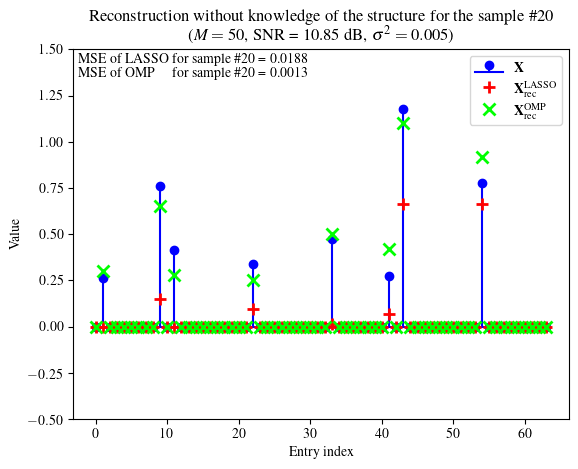 Reconstruction without knowledge of the structure for the sample #20
(M = 50, SNR = 10.85 dB, σ² = 0.005)
MSE of LASSO for sample #20 = 0.0188
MSE of OMP for sample #20 = 0.0013
X
X_rec^LASSO
X_rec^OMP
1.50
1.25
1.00
0.75
0.50
0.25
0.00
−0.25
−0.50
Value
0 10 20 30 40 50 60
Entry index